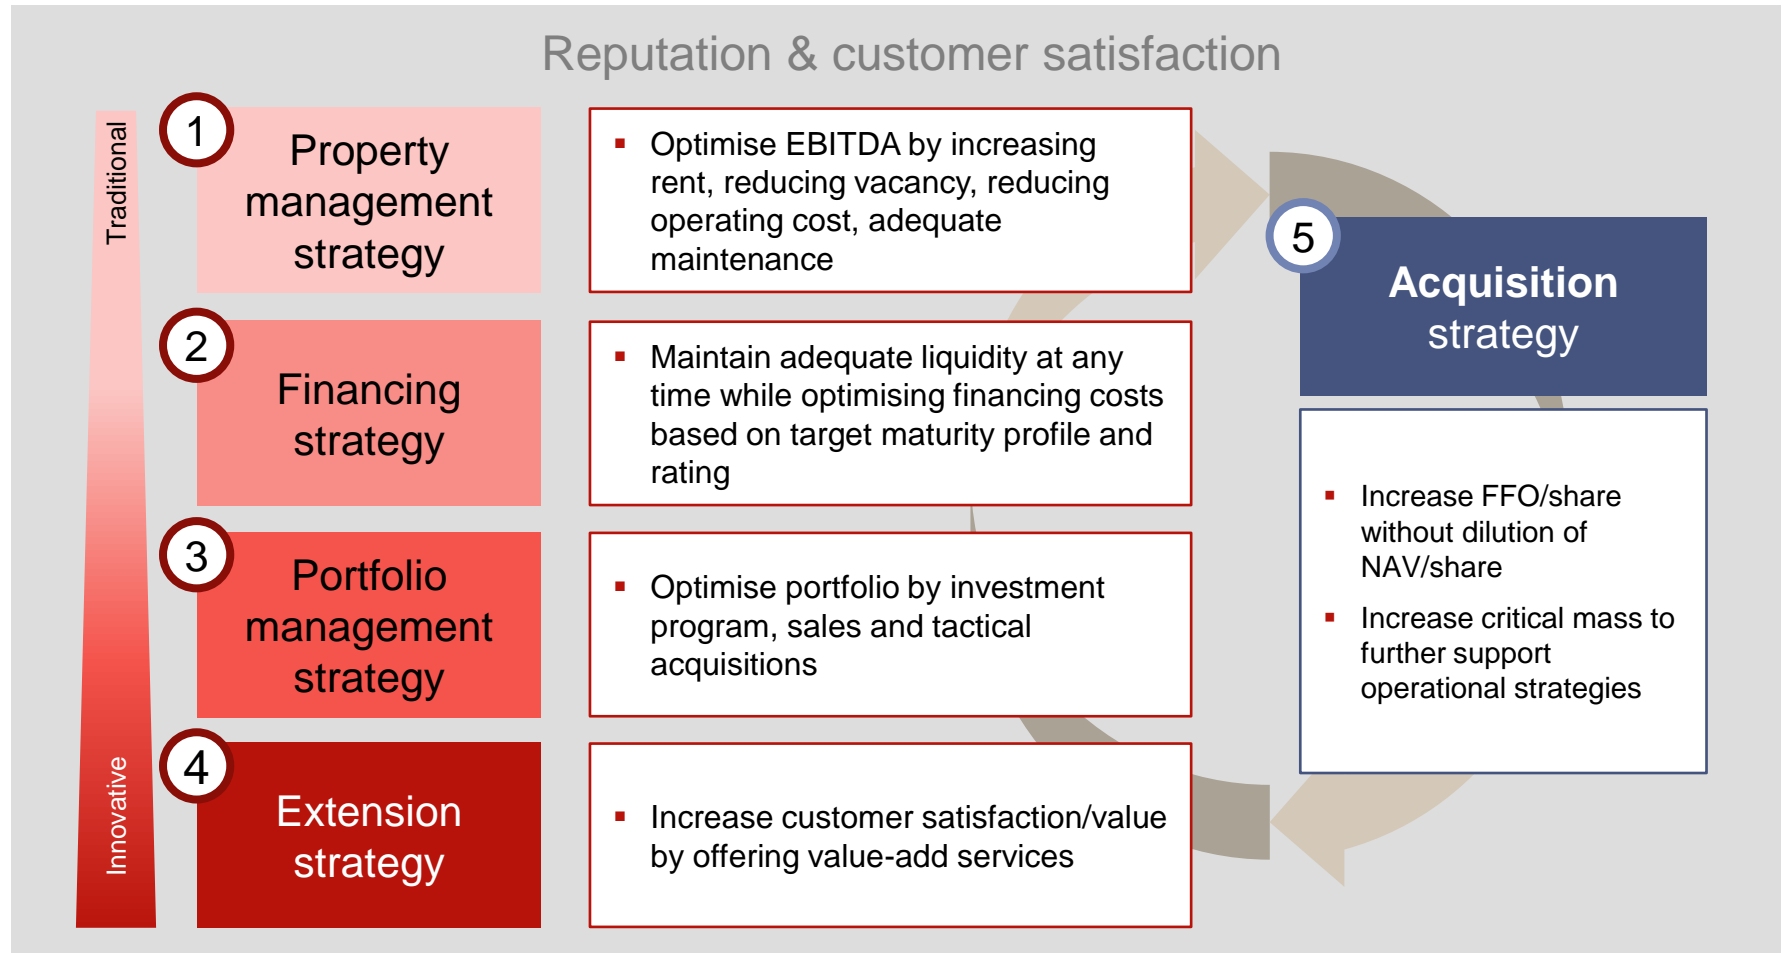 Reputation & customer satisfaction
Traditional
Innovative
1
Property
management
strategy
▪ Optimise EBITDA by increasing
rent, reducing vacancy, reducing
operating cost, adequate
maintenance
2
Financing
strategy
▪ Maintain adequate liquidity at any
time while optimising financing costs
based on target maturity profile and
rating
3
Portfolio
management
strategy
▪ Optimise portfolio by investment
program, sales and tactical
acquisitions
4
Extension
strategy
▪ Increase customer satisfaction/value
by offering value-add services
5
Acquisition
strategy
▪ Increase FFO/share
without dilution of
NAV/share
▪ Increase critical mass to
further support
operational strategies